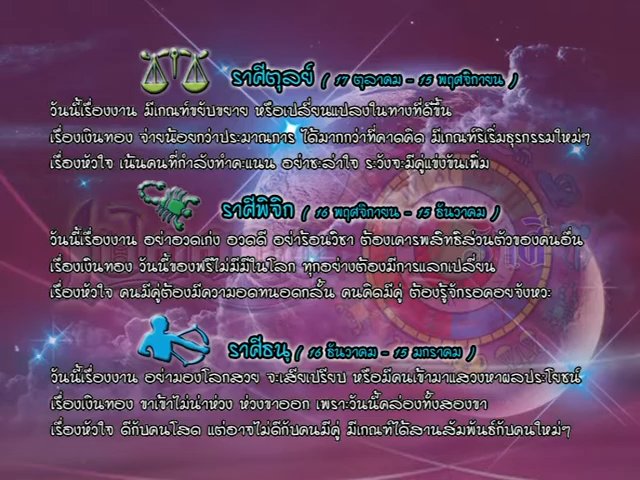 ราศีตุลย์ ( 17 ตุลาคม - 15 พฤศจิกายน )
วันนี้เรื่องงาน มีเกณฑ์ขยับขยาย หรือเปลี่ยนแปลงในทางที่ดีขึ้น
เรื่องเงินทอง จ่ายน้อยกว่าประมาณการ ได้มากกว่าที่คาดคิด มีเกณฑ์ริเริ่มธุรกรรมใหม่ๆ
เรื่องหัวใจ เน้นคนที่กำลังทำคะแนน อย่าชะล่าใจ ระวังจะมีคู่แข่งขันเพิ่ม
ราศีพิจิก ( 16 พฤศจิกายน - 15 ธันวาคม )
วันนี้เรื่องงาน อย่าอวดเก่ง อวดดี อย่าร้อนวิชา ต้องเคารพสิทธิส่วนตัวของคนอื่น
เรื่องเงินทอง วันนี้ของฟรีไม่มีมีในโลก ทุกอย่างต้องมีการแลกเปลี่ยน
เรื่องหัวใจ คนมีคู่ต้องมีความอดทนอดกลั้น คนคิดมีคู่ ต้องรู้จักรอคอยจังหวะ
ราศีธนู ( 16 ธันวาคม - 15 มกราคม )
วันนี้เรื่องงาน อย่ามองโลกสวย จะเสียเปรียบ หรือมีคนเข้ามาแสวงหาผลประโยชน์
เรื่องเงินทอง ขาเข้าไม่น่าห่วง ห่วงขาออก เพราะวันนี้คล่องทั้งสองขา
เรื่องหัวใจ ดีกับคนโสด แต่อาจไม่ดีกับคนมีคู่ มีเกณฑ์ได้สานสัมพันธ์กับคนใหม่ๆ